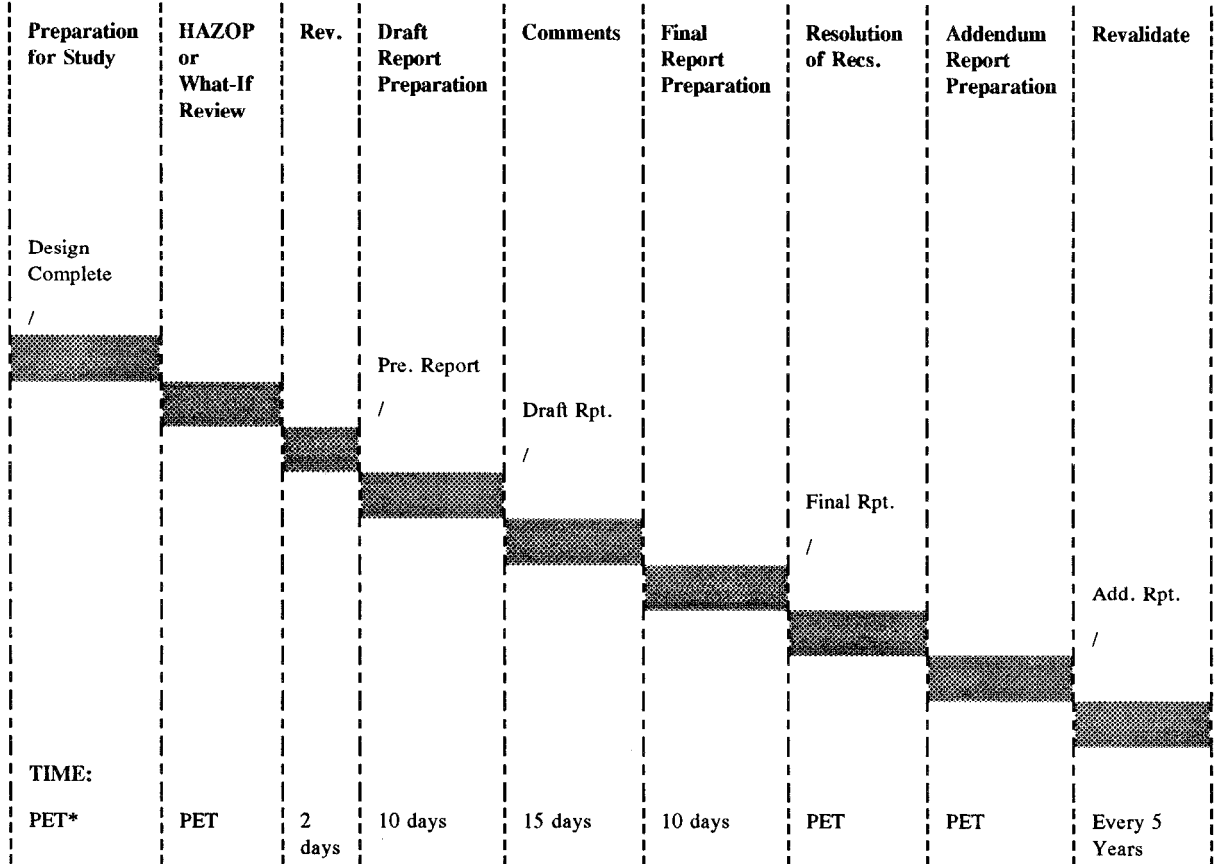 Preparation
for Study
HAZOP
or
What-If
Review
Rev.
Draft
Report
Preparation
Comments
Final
Report
Preparation
Resolution
of Recs.
Addendum
Report
Preparation
Revalidate
Design
Complete
/
Pre. Report
/
Draft Rpt.
/
Final Rpt.
/
Add. Rpt.
/
TIME:
PET*
PET
2
days
10 days
15 days
10 days
PET
PET
Every 5
Years